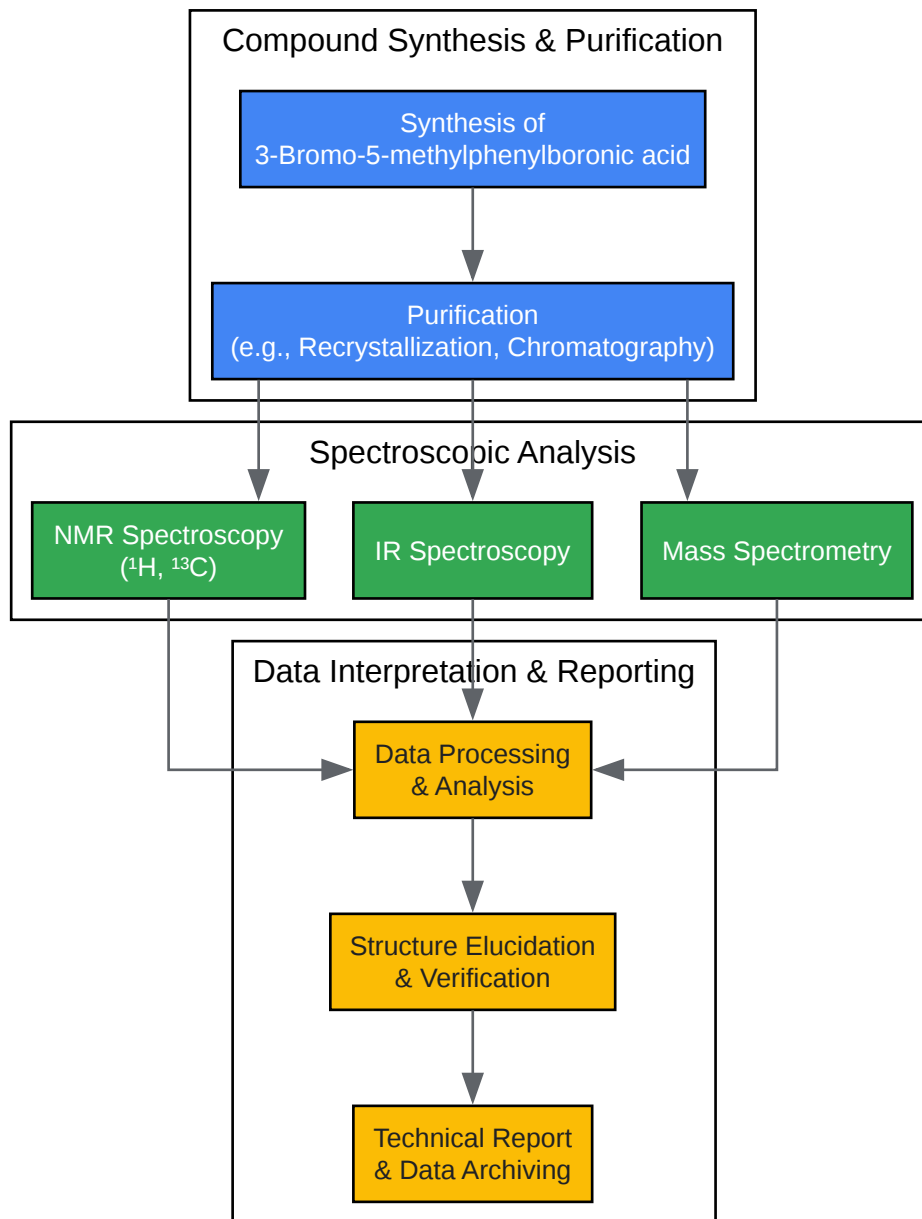 Compound Synthesis & Purification
Synthesis of
3-Bromo-5-methylphenylboronic acid
Purification
(e.g., Recrystallization, Chromatography)
Spectroscopic Analysis
NMR Spectroscopy
(¹H, ¹³C)
IR Spectroscopy
Mass Spectrometry
Data Interpretation & Reporting
Data Processing
& Analysis
Structure Elucidation
& Verification
Technical Report
& Data Archiving